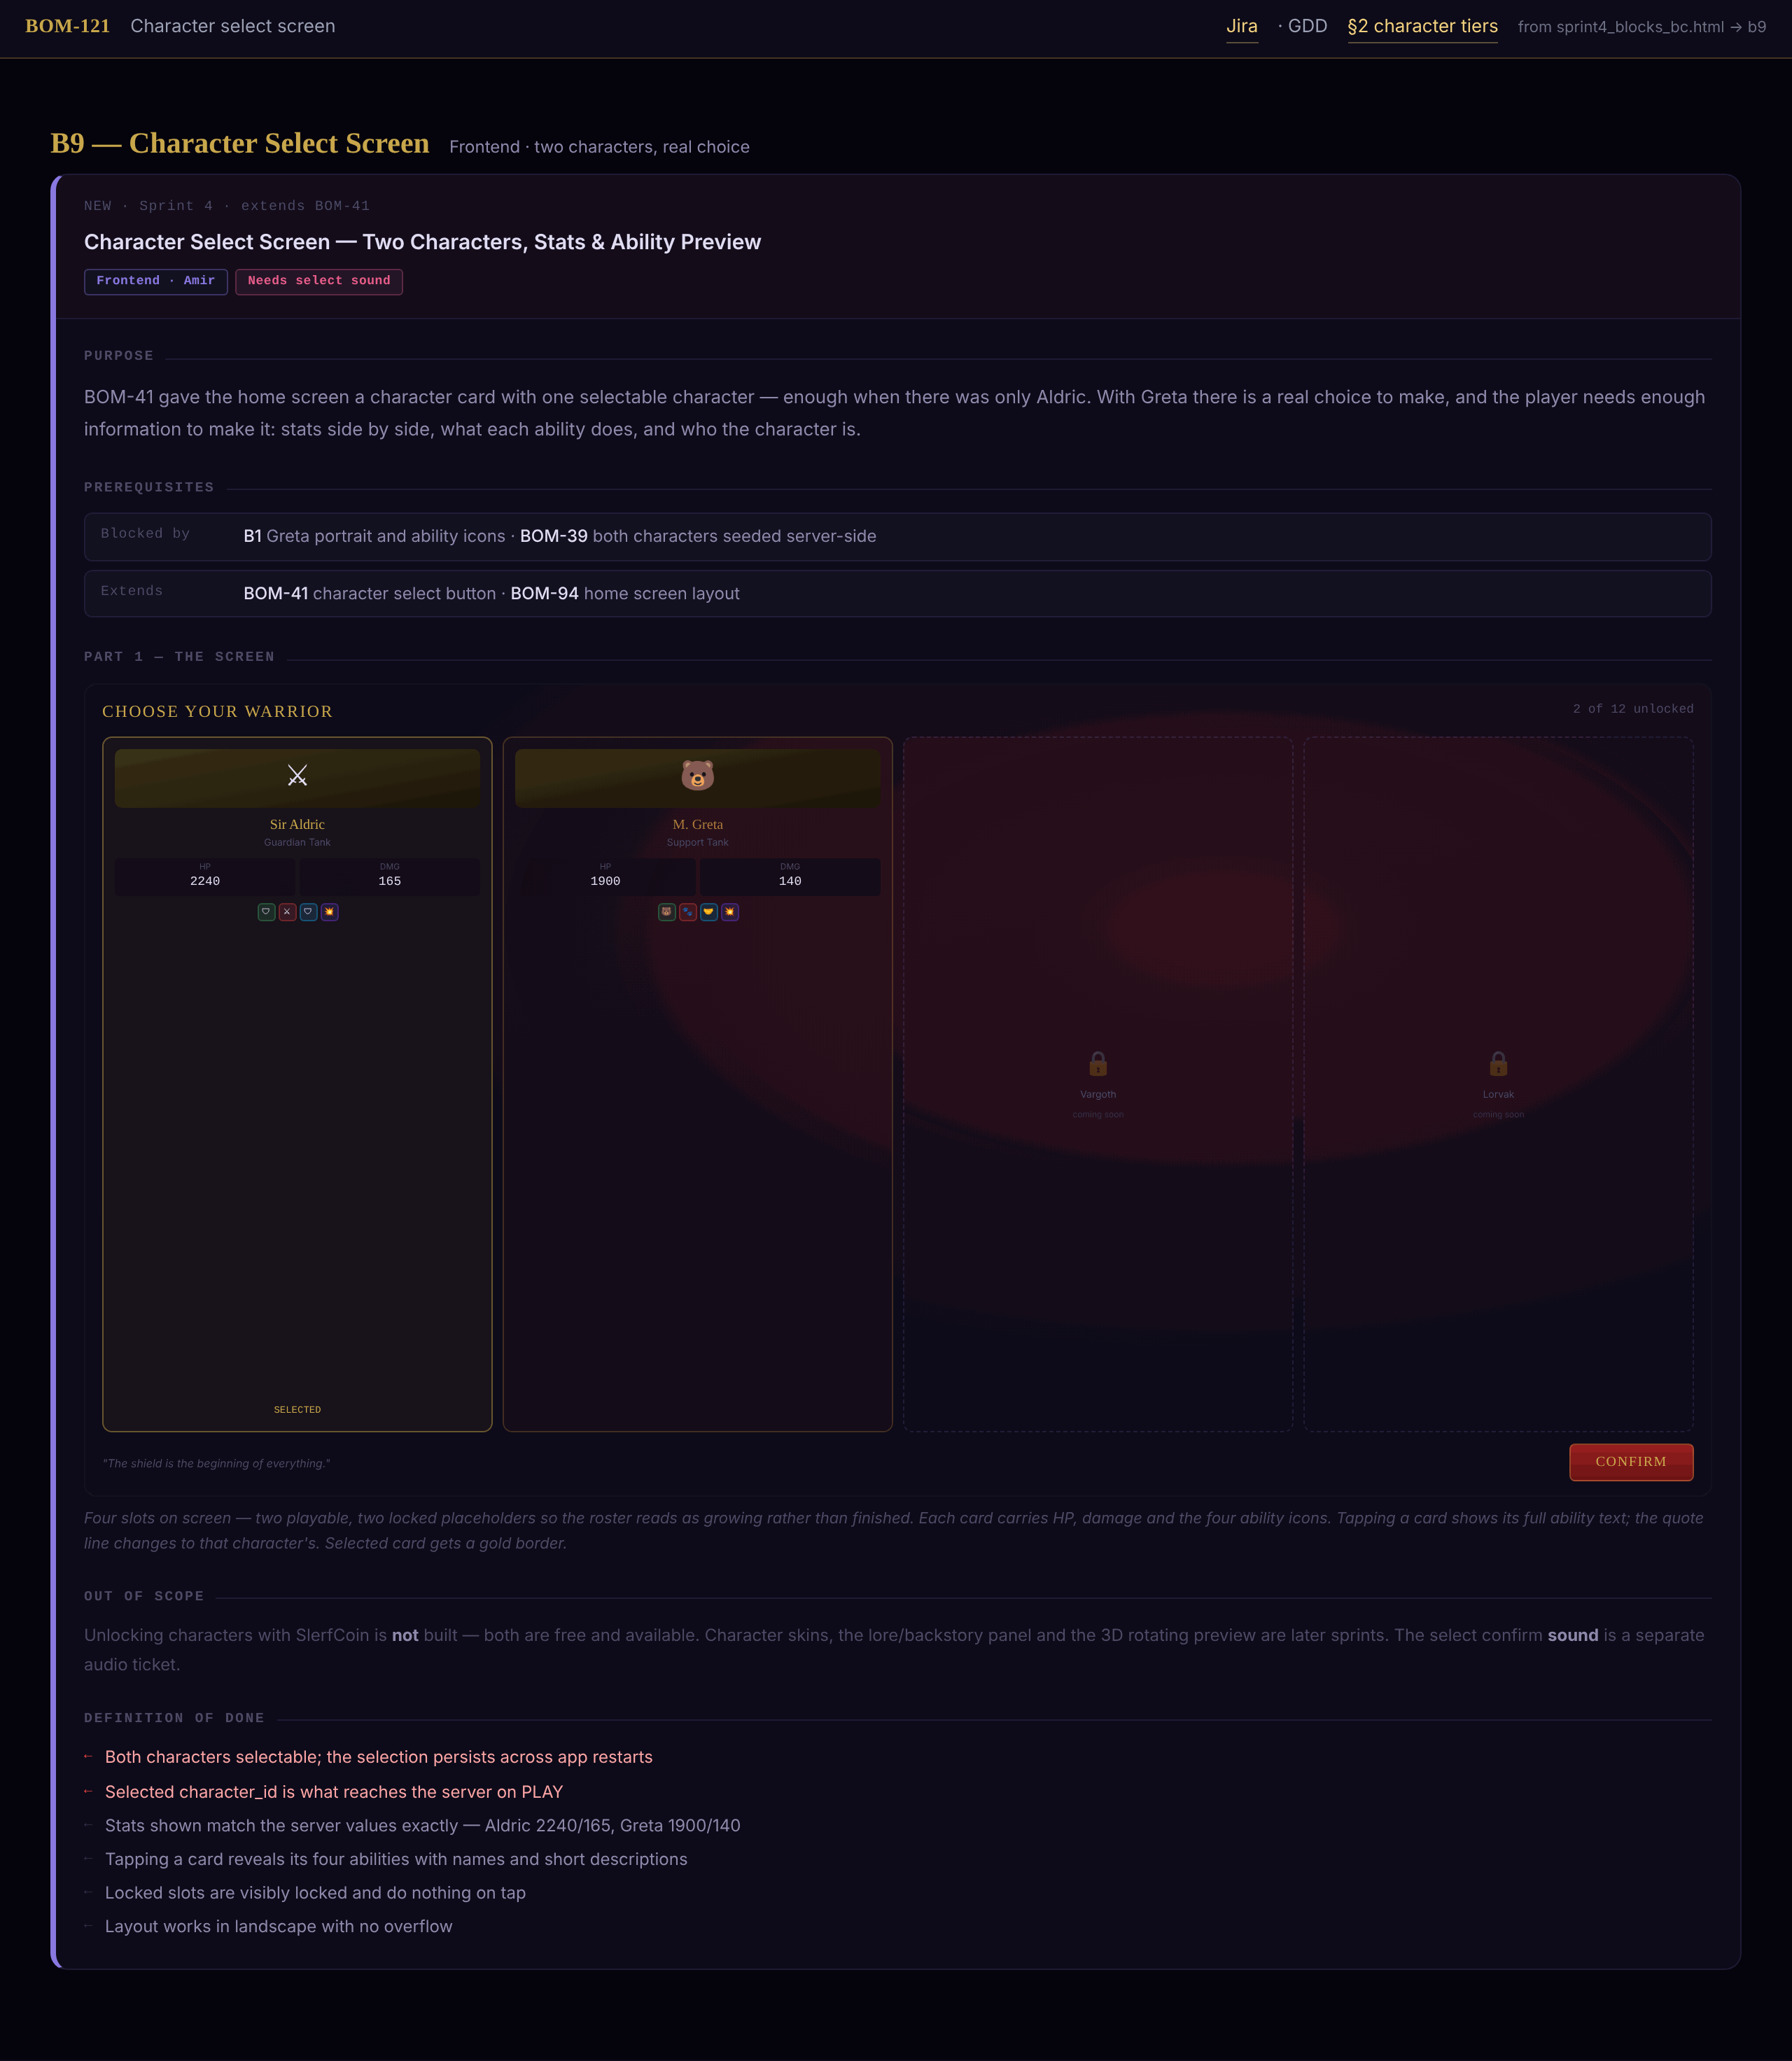 BOM-121 Character select screen Jira · GDD §2 character tiers from sprint4_blocks_bc.html → b9
B9 — Character Select Screen Frontend · two characters, real choice
NEW · Sprint 4 · extends BOM-41
Character Select Screen — Two Characters, Stats & Ability Preview
Frontend · Amir Needs select sound
PURPOSE
BOM-41 gave the home screen a character card with one selectable character — enough when there was only Aldric. With Greta there is a real choice to make, and the player needs enough
information to make it: stats side by side, what each ability does, and who the character is.
PREREQUISITES
Blocked by B1 Greta portrait and ability icons · BOM-39 both characters seeded server-side
Extends BOM-41 character select button · BOM-94 home screen layout
PART 1 — THE SCREEN
CHOOSE YOUR WARRIOR 2 of 12 unlocked
Sir Aldric
Guardian Tank
HP DMG
2240 165
SELECTED
M. Greta
Support Tank
HP DMG
1900 140
Vargoth
coming soon
Lorvak
coming soon
"The shield is the beginning of everything." CONFIRM
Four slots on screen — two playable, two locked placeholders so the roster reads as growing rather than finished. Each card carries HP, damage and the four ability icons. Tapping a card shows its full ability text; the quote
line changes to that character's. Selected card gets a gold border.
OUT OF SCOPE
Unlocking characters with SlerfCoin is not built — both are free and available. Character skins, the lore/backstory panel and the 3D rotating preview are later sprints. The select confirm sound is a separate
audio ticket.
DEFINITION OF DONE
← Both characters selectable; the selection persists across app restarts
← Selected character_id is what reaches the server on PLAY
← Stats shown match the server values exactly — Aldric 2240/165, Greta 1900/140
← Tapping a card reveals its four abilities with names and short descriptions
← Locked slots are visibly locked and do nothing on tap
← Layout works in landscape with no overflow